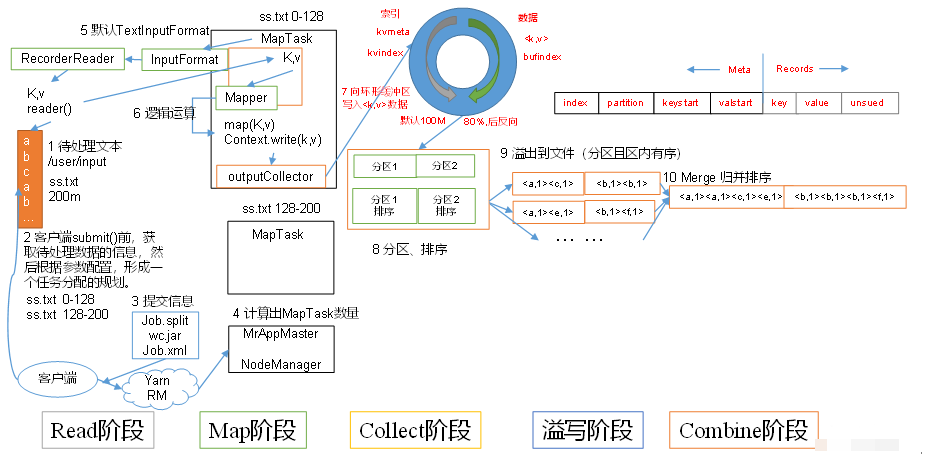 ss.txt 0-128
5 默认TextInputFormat
MapTask
RecorderReader
InputFormat
K,v
K,v
reader()
Mapper
6 逻辑运算
map(K,v)
Context.write(k,v)
outputCollector
a
b
c
a
b
...
1 待处理文本
/user/input
ss.txt
200m
2 客户端submit()前，获
取待处理数据的信息，然
后根据参数配置，形成一
个任务分配的规划。
ss.txt 0-128
ss.txt 128-200
3 提交信息
Job.split
wc.jar
Job.xml
客户端
Yarn
RM
ss.txt 128-200
MapTask
4 计算出MapTask数量
MrAppMaster
NodeManager
索引
kvmeta
kvindex
数据
<k,v>
bufindex
7 向环形缓冲区
写入<k,v>数据
默认100M
80%,后反向
分区1
分区2
分区1
排序
分区2
排序
8 分区、排序
Meta
Records
index
partition
keystart
valstart
key
value
unsued
9 溢出到文件（分区且区内有序）
<a,1><c,1>
<b,1><b,1>
<a,1><e,1>
<b,1><f,1>
... ...
10 Merge 归并排序
<a,1><a,1><c,1><e,1>
<b,1><b,1><b,1><f,1>
Read阶段
Map阶段
Collect阶段
溢写阶段
Combine阶段